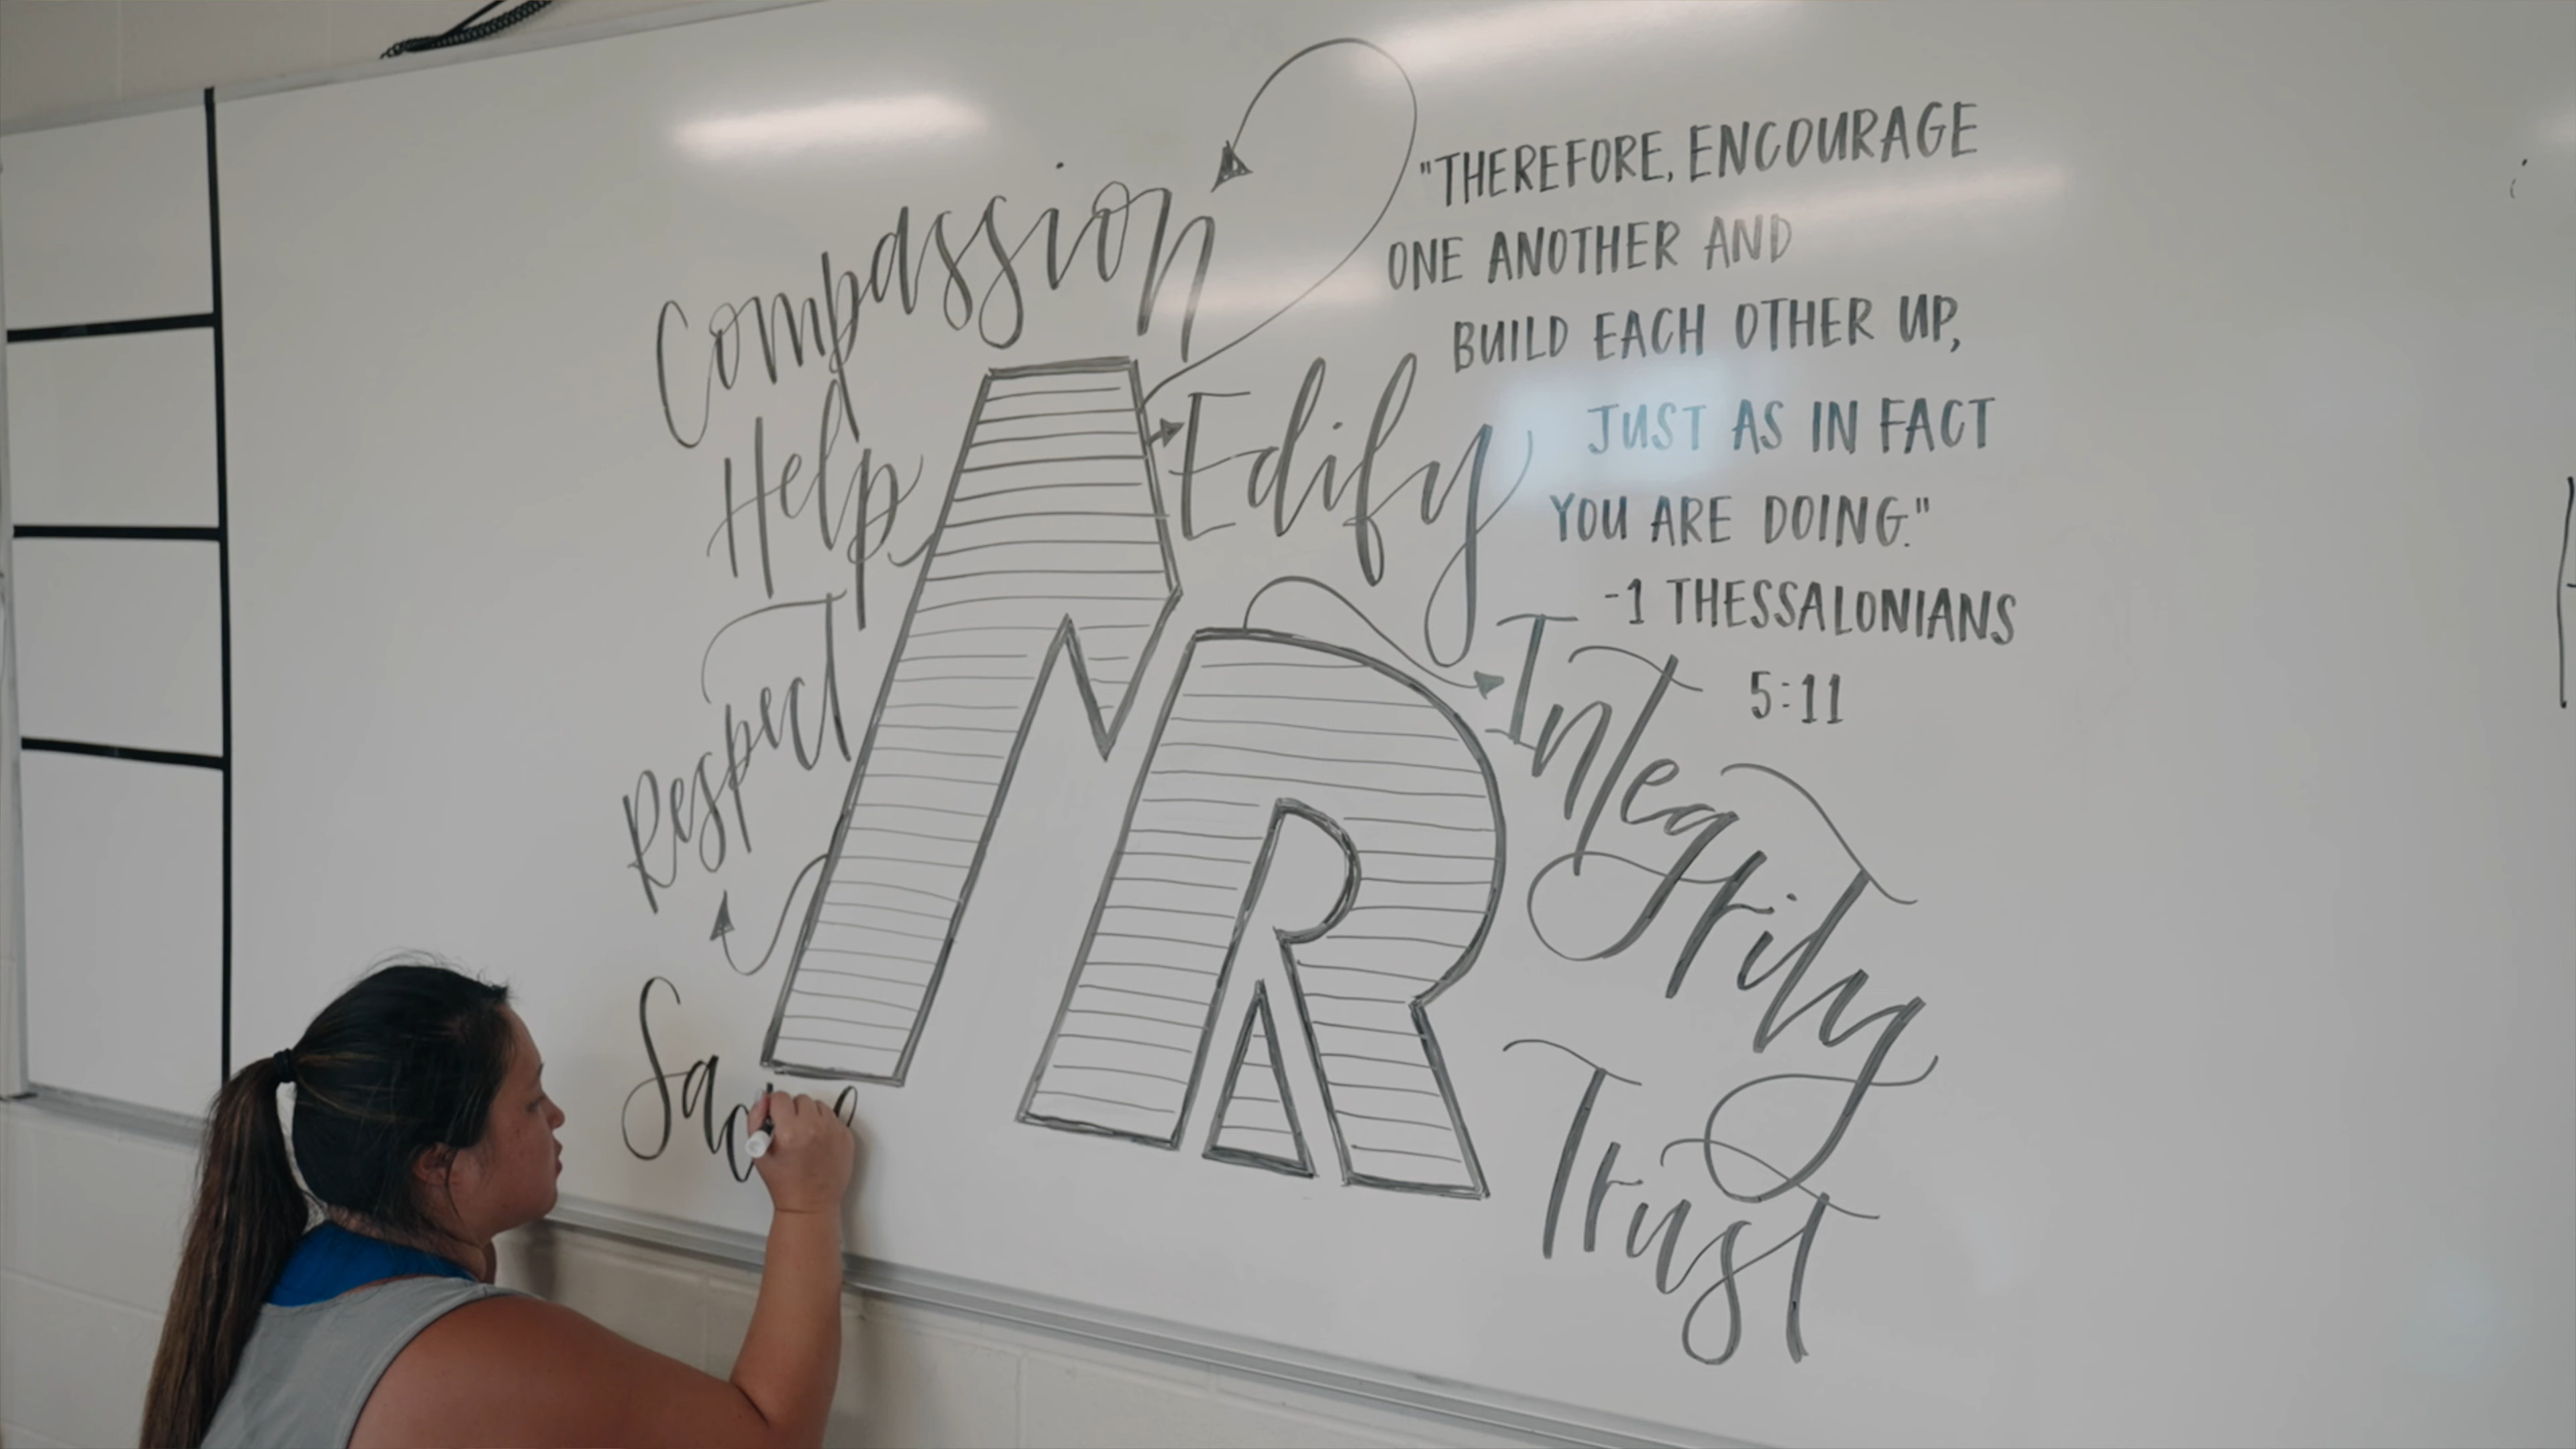 Compassion
Help
Respect
Edify
"THEREFORE, ENCOURAGE
ONE ANOTHER AND
BUILD EACH OTHER UP,
JUST AS IN FACT
YOU ARE DOING."
-1 THESSALONIANS
5:11
Integrity
Trust